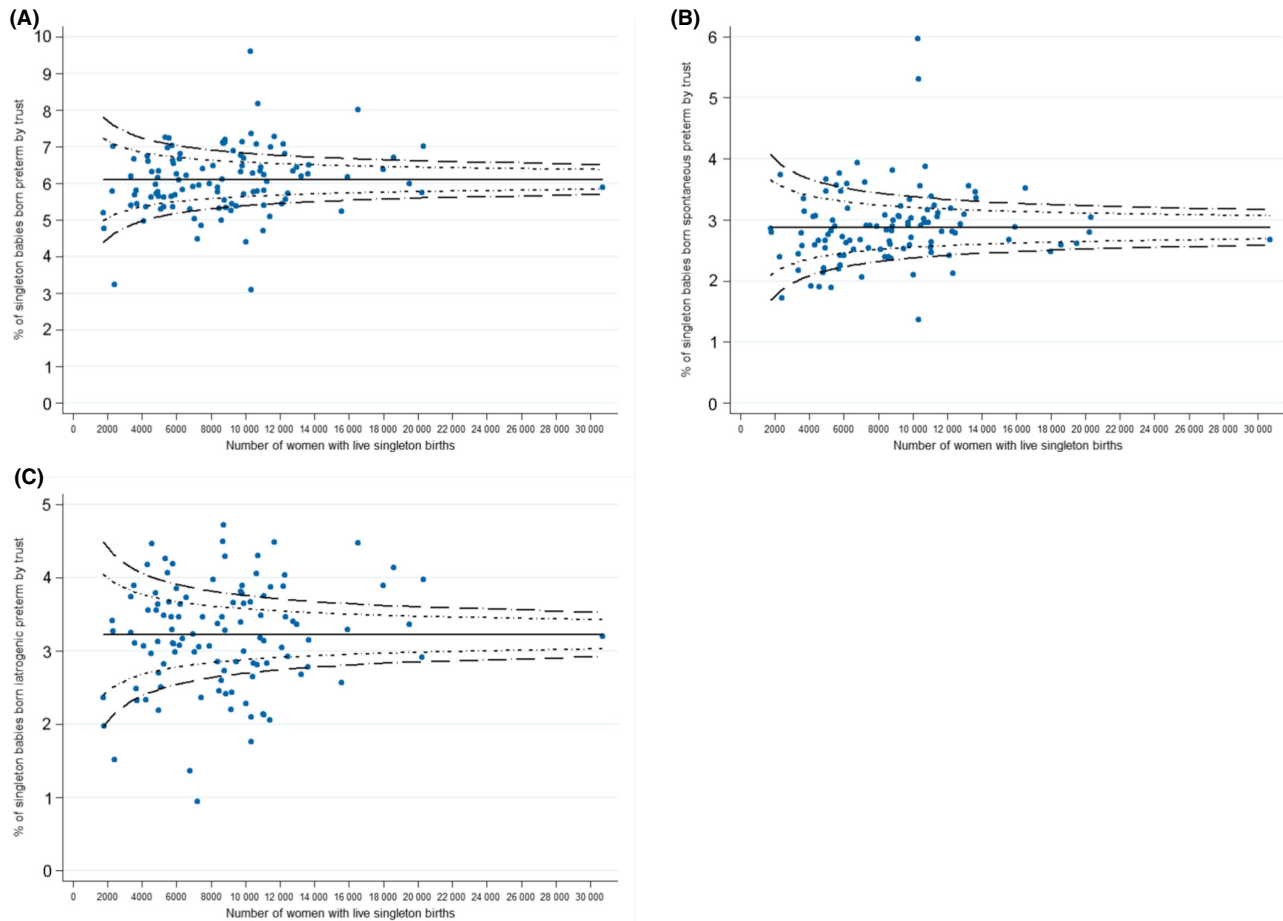 (A)
% of singleton babies born preterm by trust
10
9
8
7
6
5
4
3
2
1
0
0 2000 4000 6000 8000 10 000 12 000 14 000 16 000 18 000 20 000 22 000 24 000 26 000 28 000 30 000
Number of women with live singleton births
(B)
% of singleton babies born spontaneous preterm by trust
6
5
4
3
2
1
0
0 2000 4000 6000 8000 10 000 12 000 14 000 16 000 18 000 20 000 22 000 24 000 26 000 28 000 30 000
Number of women with live singleton births
(C)
% of singleton babies born iatrogenic preterm by trust
5
4
3
2
1
0
0 2000 4000 6000 8000 10 000 12 000 14 000 16 000 18 000 20 000 22 000 24 000 26 000 28 000 30 000
Number of women with live singleton births